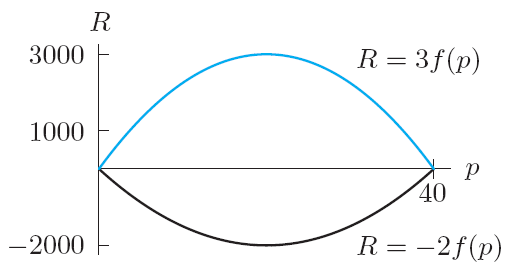 R
3000
R = 3f(p)
1000
p
40
−2000
R = −2f(p)